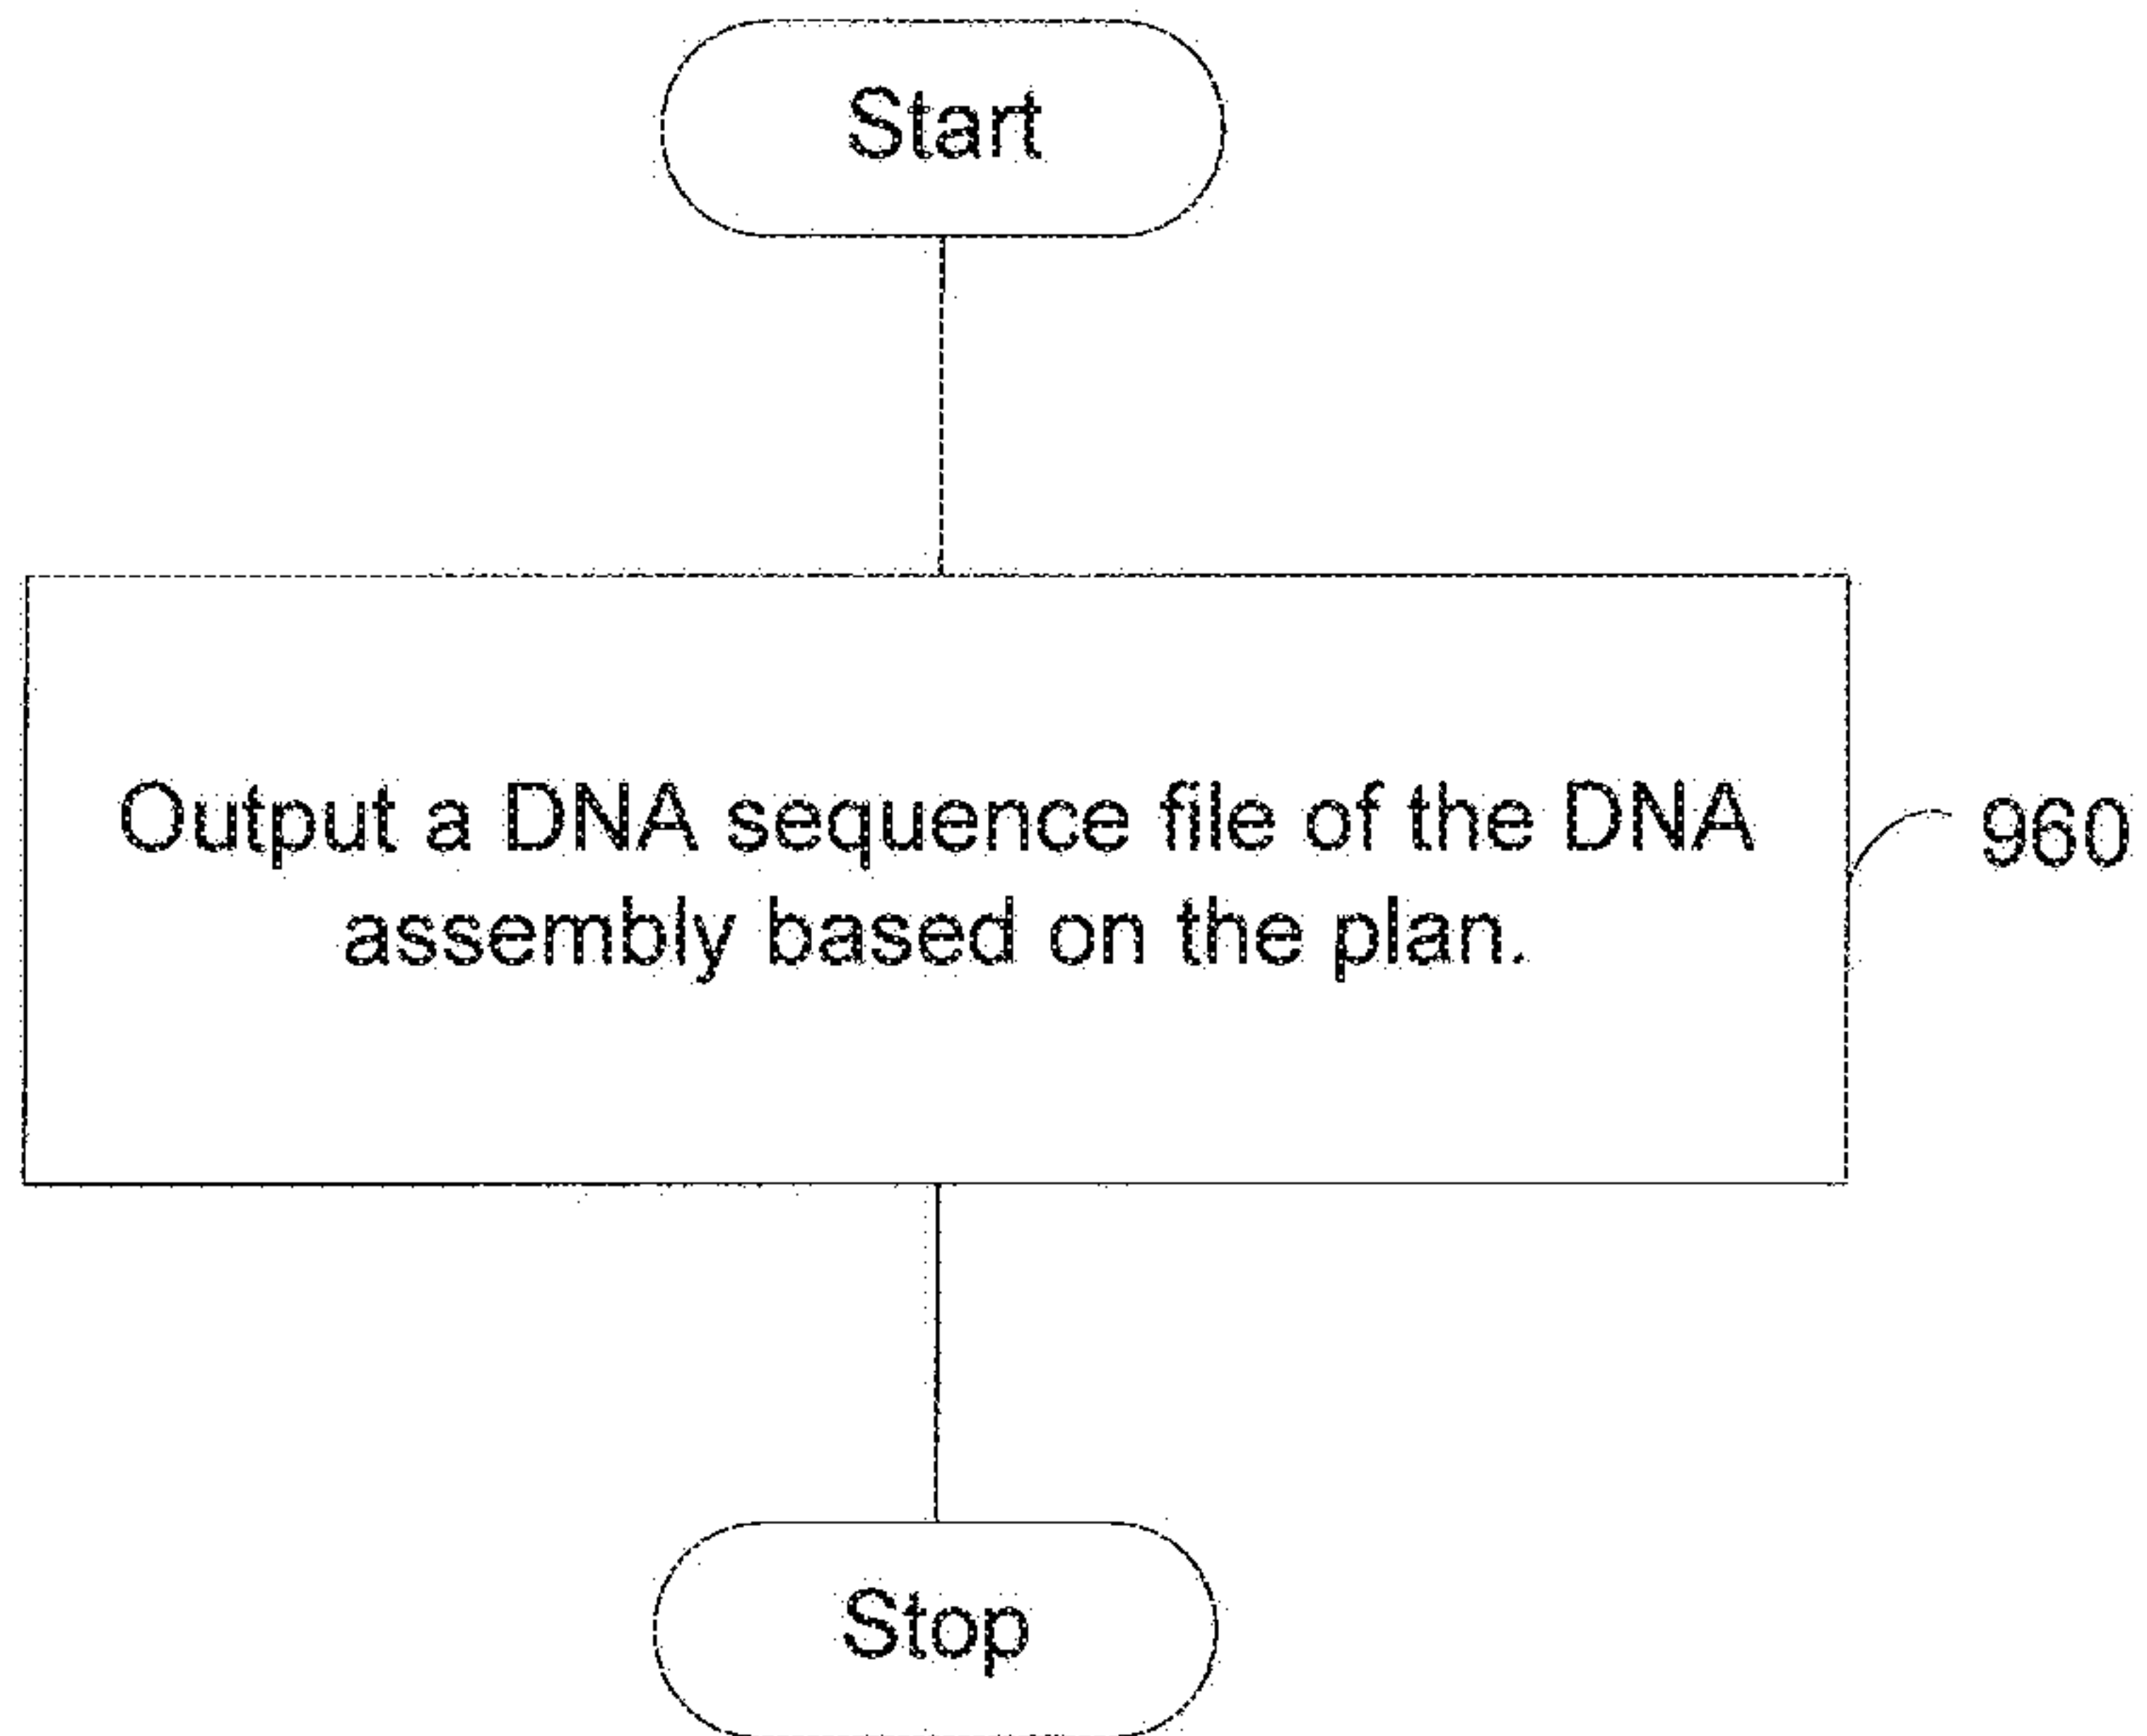 Start
Output a DNA sequence file of the DNA
assembly based on the plan.
960
Stop